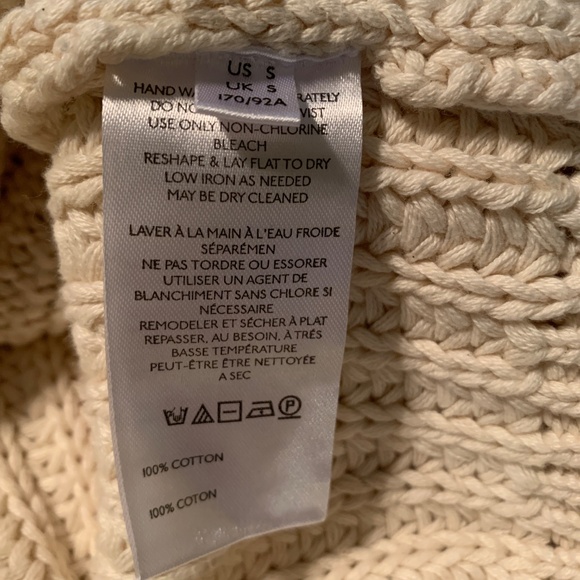 US S
UK S
170/92A
HAND WA RATELY
DO NO WIST
USE ONLY NON-CHLORINE
BLEACH
RESHAPE & LAY FLAT TO DRY
LOW IRON AS NEEDED
MAY BE DRY CLEANED
LAVER À LA MAIN À L'EAU FROIDE
SÉPARÉMEN
NE PAS TORDRE OU ESSORER
UTILISER UN AGENT DE
BLANCHIMENT SANS CHLORE SI
NÉCESSAIRE
REMODELER ET SÉCHER À PLAT
REPASSER, AU BESOIN, À TRÉS
BASSE TEMPÉRATURE
PEUT-ÊTRE ÊTRE NETTOYÉE
A SEC
P
100% COTTON
100% COTON